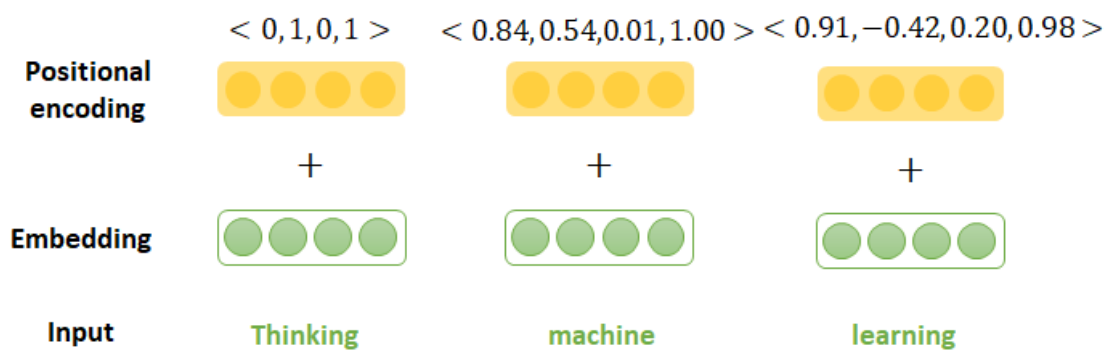 < 0, 1, 0, 1 > < 0.84, 0.54,0.01, 1.00 > < 0.91, −0.42, 0.20, 0.98 >
Positional
encoding
+ + +
Embedding
Input Thinking machine learning